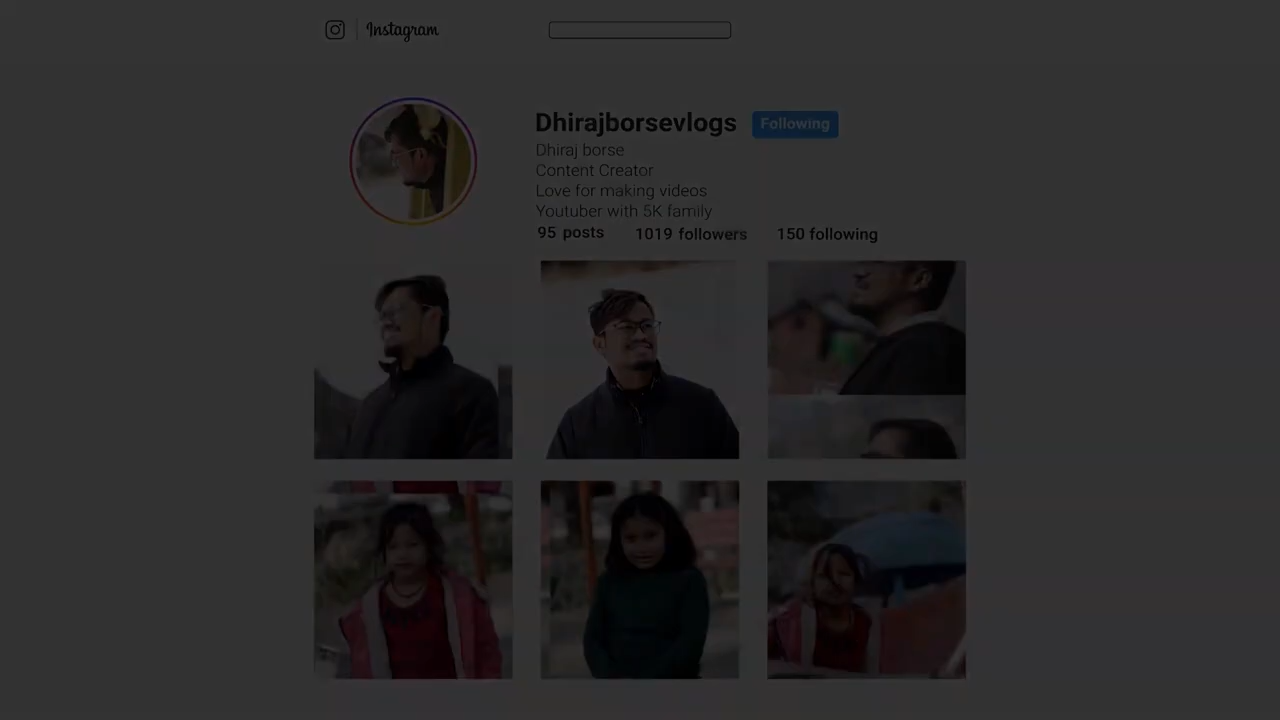 Instagram
Dhirajborsevlogs Following
Dhiraj borse
Content Creator
Love for making videos
Youtuber with 5K family
95 posts 1019 followers 150 following